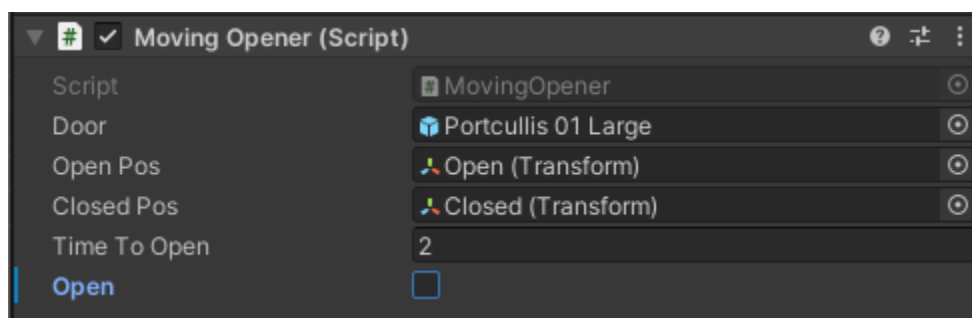 Moving Opener (Script)
Script MovingOpener
Door Portcullis 01 Large
Open Pos Open (Transform)
Closed Pos Closed (Transform)
Time To Open 2
Open